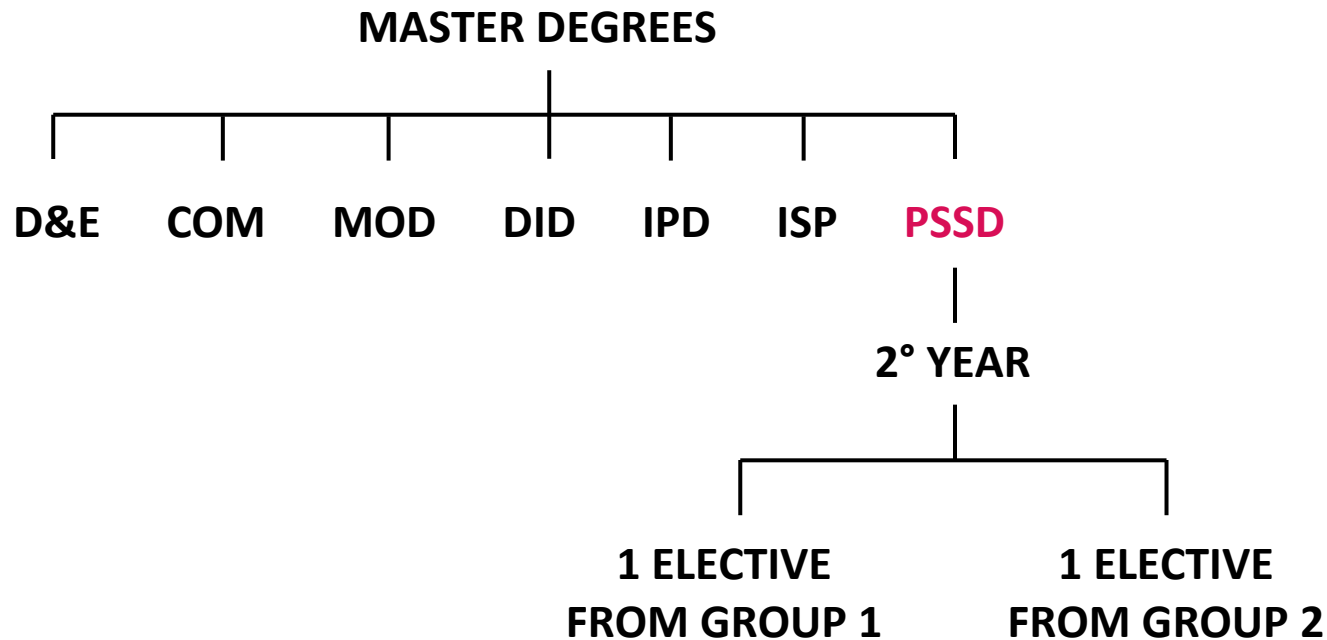 MASTER DEGREES
D&E COM MOD DID IPD ISP PSSD
2° YEAR
1 ELECTIVE
FROM GROUP 1
1 ELECTIVE
FROM GROUP 2